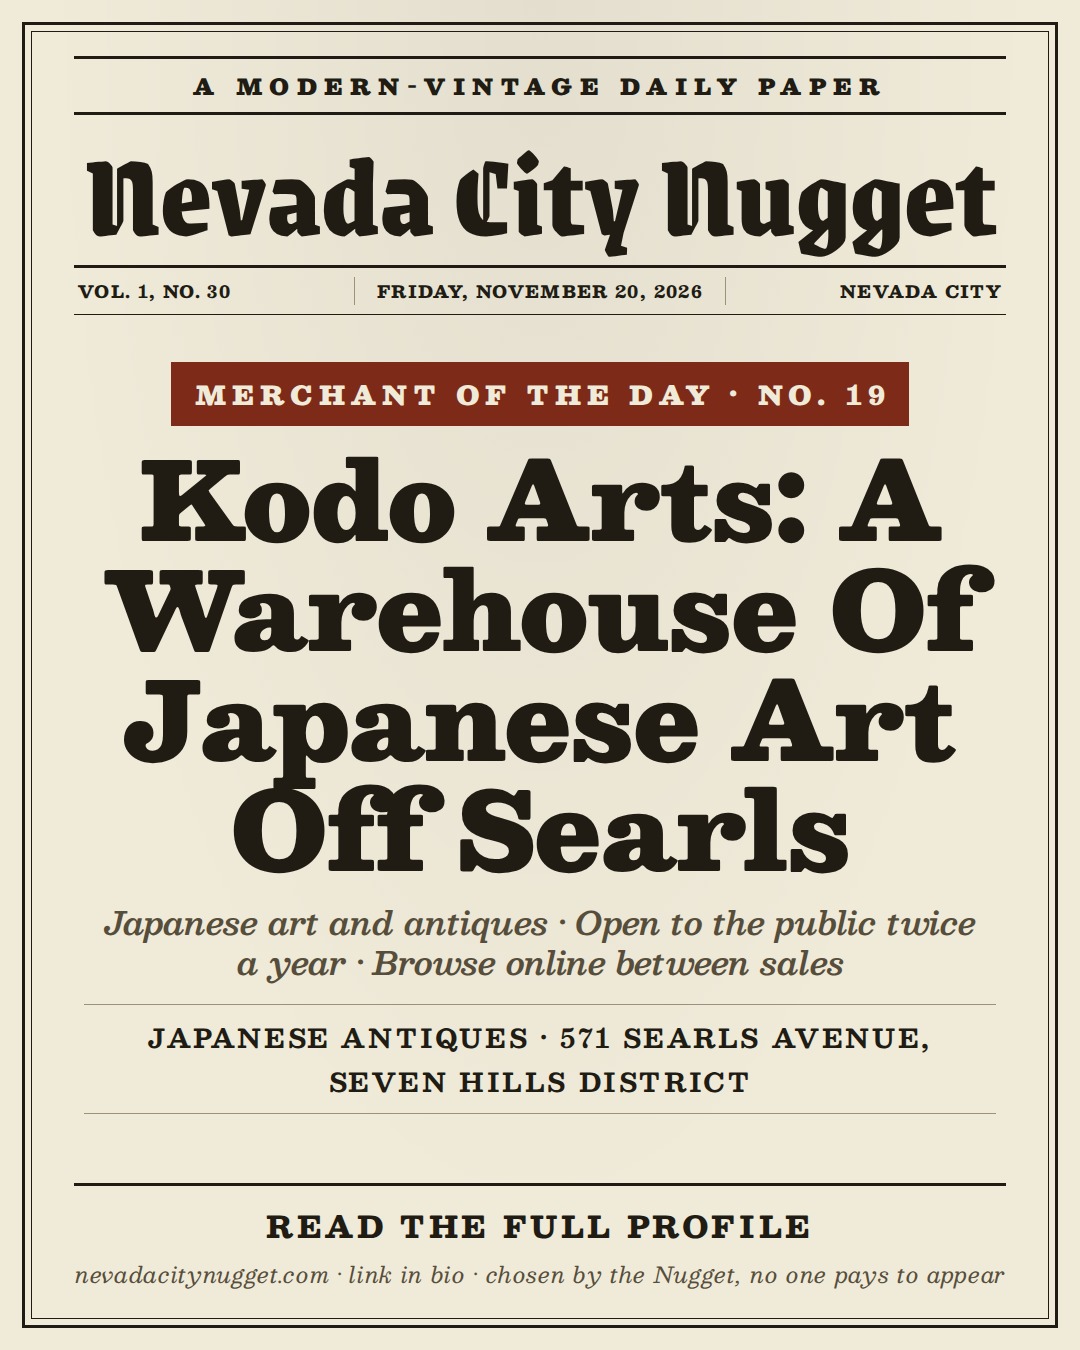 A MODERN-VINTAGE DAILY PAPER
Nevada City Nugget
VOL. 1, NO. 30
FRIDAY, NOVEMBER 20, 2026
NEVADA CITY
MERCHANT OF THE DAY · NO. 19
Kodo Arts: A
Warehouse Of
Japanese Art
Off Searls
Japanese art and antiques · Open to the public twice
a year · Browse online between sales
JAPANESE ANTIQUES · 571 SEARLS AVENUE,
SEVEN HILLS DISTRICT
READ THE FULL PROFILE
nevadacitynugget.com · link in bio · chosen by the Nugget, no one pays to appear